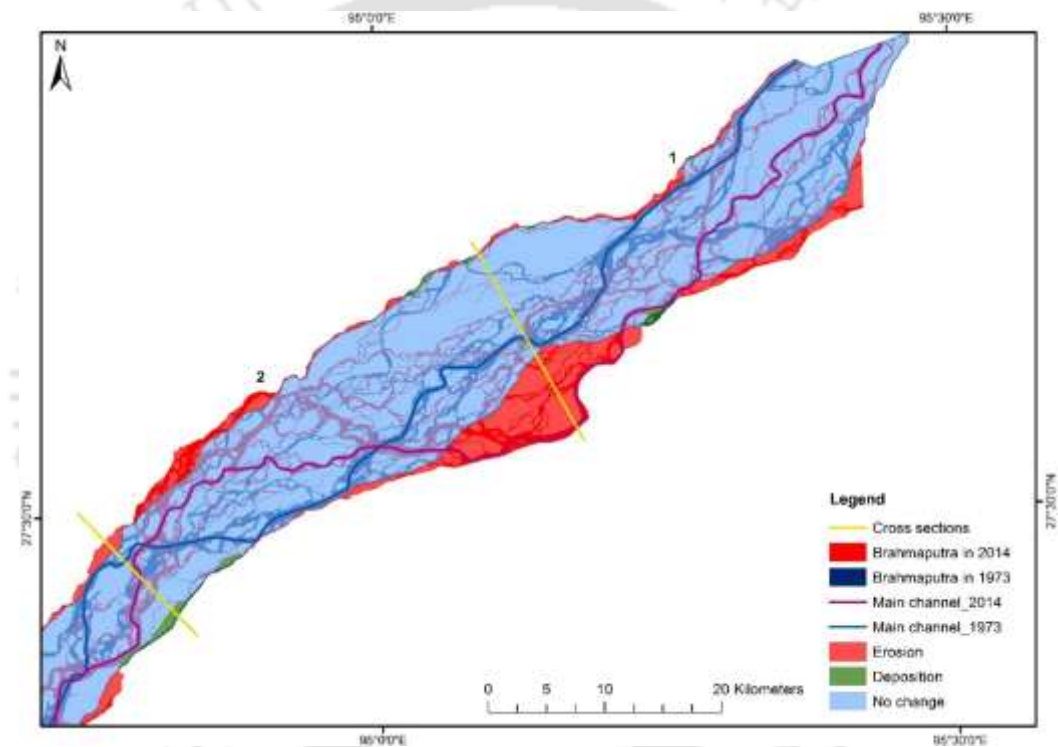 95°0'0"E
95°30'0"E
N
1
2
27°30'0"N
27°30'0"N
Legend
Cross sections
Brahmaputra in 2014
Brahmaputra in 1973
Main channel_2014
Main channel_1973
Erosion
Deposition
No change
0 5 10 20 Kilometers
95°0'0"E
95°30'0"E